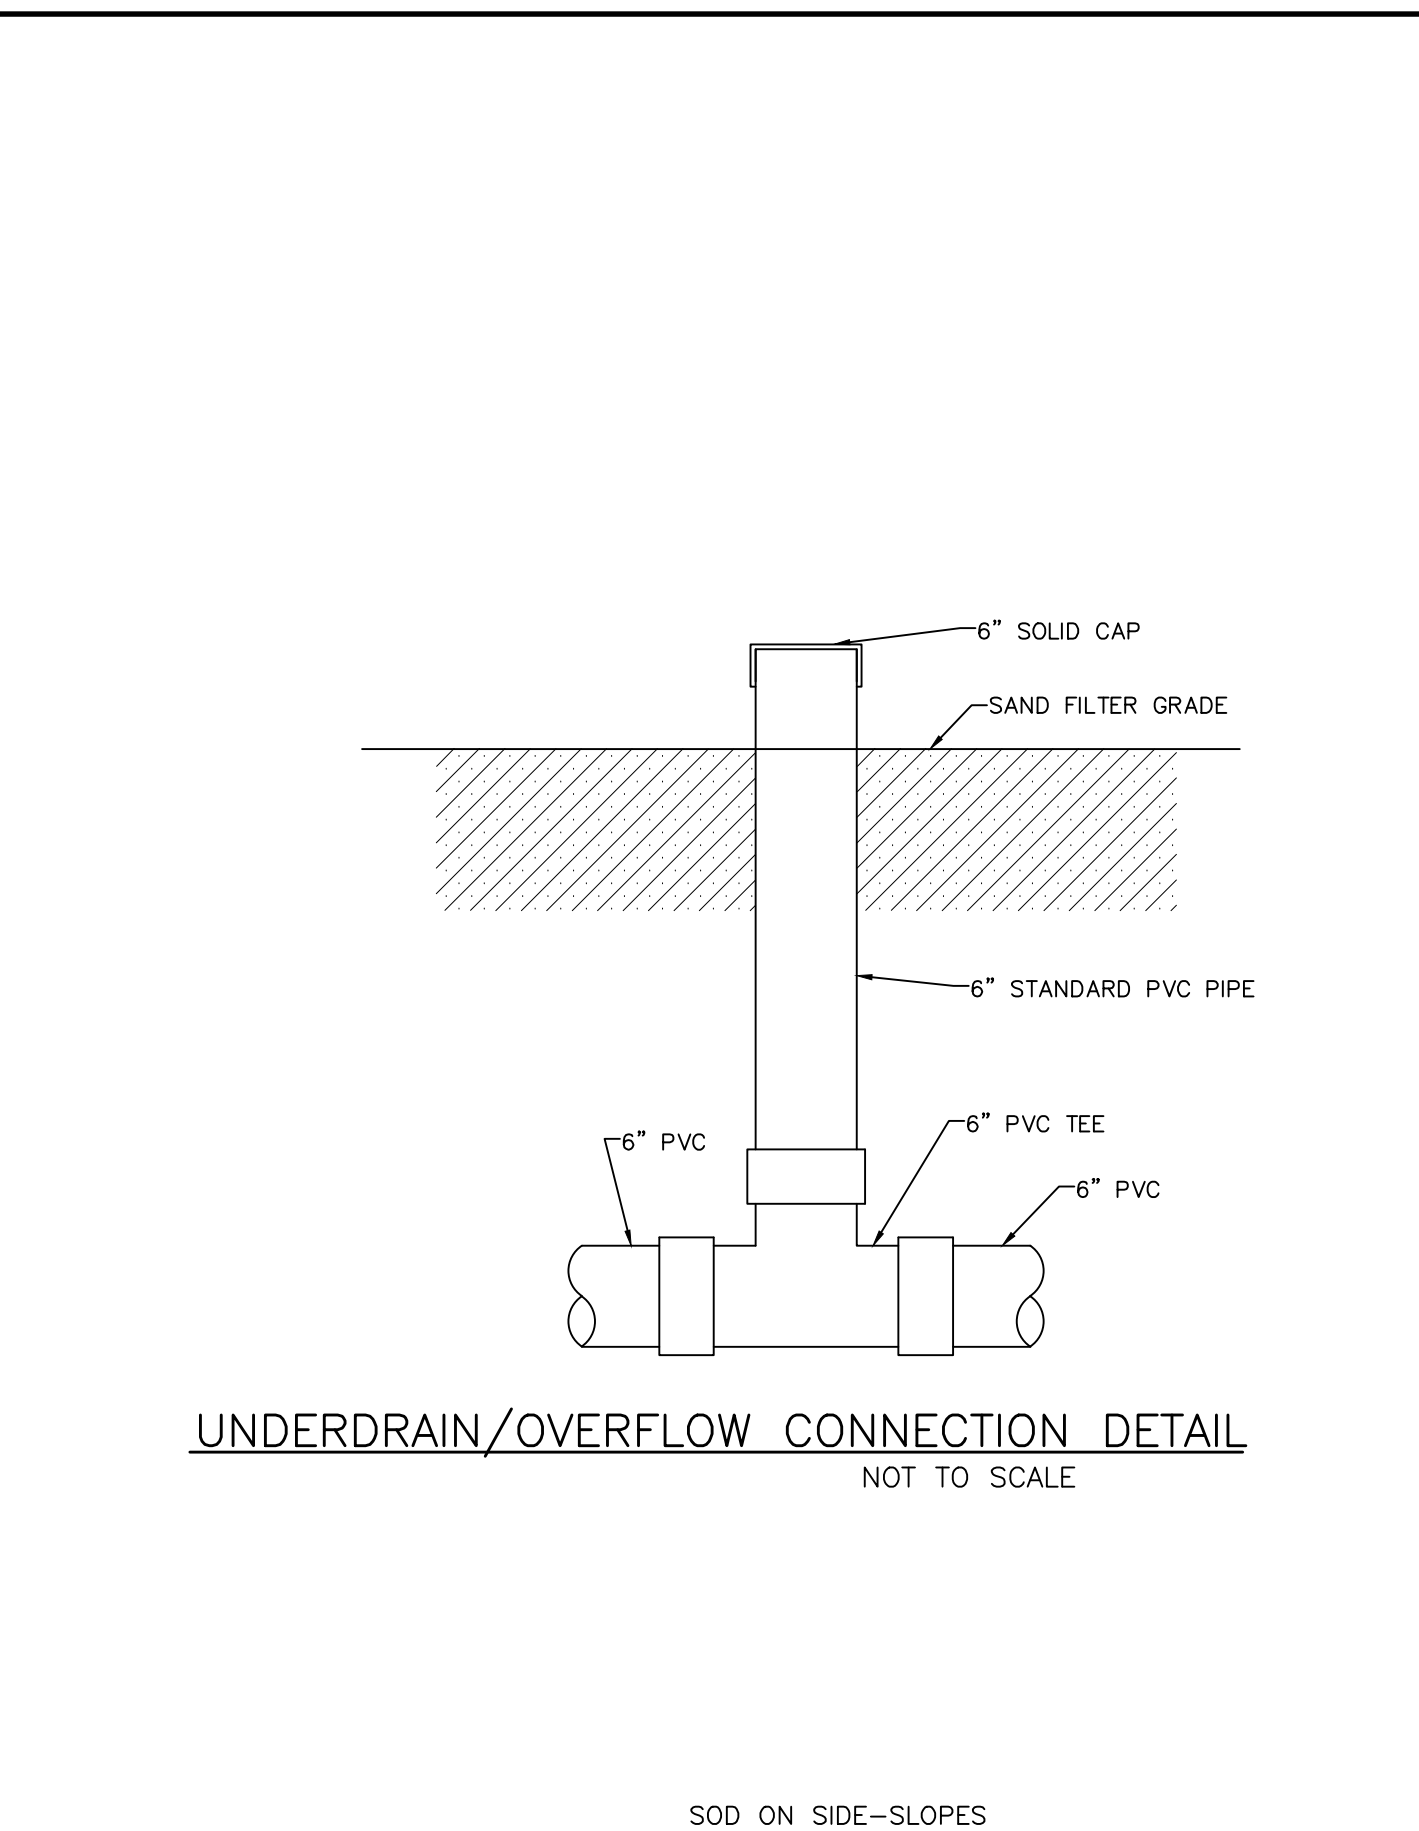 6” SOLID CAP
SAND FILTER GRADE
6” STANDARD PVC PIPE
6” PVC TEE
6” PVC
6” PVC
UNDERDRAIN/OVERFLOW CONNECTION DETAIL
NOT TO SCALE
SOD ON SIDE-SLOPES